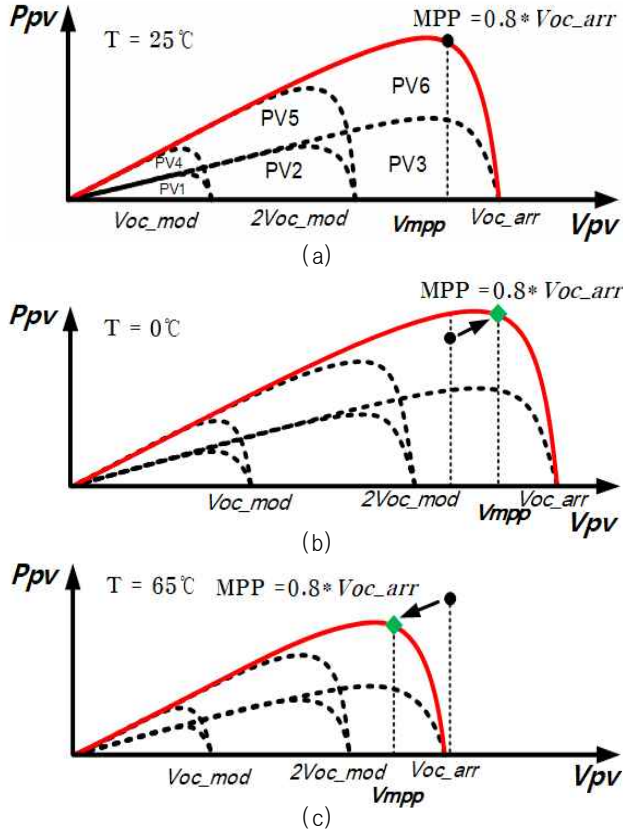 Ppv
T = 25℃
MPP =0.8* Voc_arr
PV6
PV5
PV4
PV2
PV3
PV1
Voc_mod
2Voc_mod
Vmpp
Voc_arr
Vpv
(a)
MPP =0.8* Voc_arr
Ppv
T = 0℃
Voc_mod
2Voc_mod
Voc_arr
Vmpp
Vpv
(b)
Ppv
T = 65℃
MPP =0.8* Voc_arr
Voc_mod
2Voc_mod
Voc_arr
Vmpp
Vpv
(c)